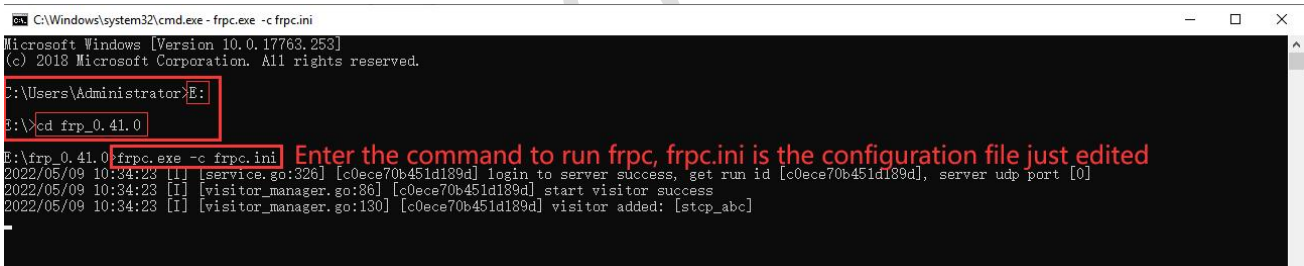 C:\Windows\system32\cmd.exe - frpc.exe -c frpc.ini
Microsoft Windows [Version 10.0.17763.253]
(c) 2018 Microsoft Corporation. All rights reserved.
C:\Users\Administrator>E:
E:\>cd frp_0.41.0
E:\frp_0.41.0>frpc.exe -c frpc.ini Enter the command to run frpc, frpc.ini is the configuration file just edited
2022/05/09 10:34:23 [I] [service.go:326] [c0ece70b451d189d] login to server success, get run id [c0ece70b451d189d], server udp port [0]
2022/05/09 10:34:23 [I] [visitor_manager.go:86] [c0ece70b451d189d] start visitor success
2022/05/09 10:34:23 [I] [visitor_manager.go:130] [c0ece70b451d189d] visitor added: [stcp_abc]